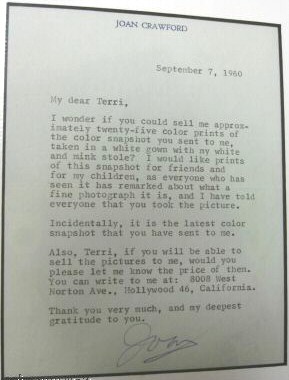 JOAN CRAWFORD
September 7, 1960
My dear Terri,
I wonder if you could sell me approx-
imately twenty-five color prints of
the color snapshot you sent to me,
taken in a white gown with my white
and mink stole? I would like prints
of this snapshot for friends and
for my children, as everyone who has
seen it has remarked about what a
fine photograph it is, and I have told
everyone that you took the picture.
Incidentally, it is the latest color
snapshot that you have sent to me.
Also, Terri, if you will be able to
sell the pictures to me, would you
please let me know the price of them.
You can write to me at: 8008 West
Norton Ave., Hollywood 46, California.
Thank you very much, and my deepest
gratitude to you.
Joan